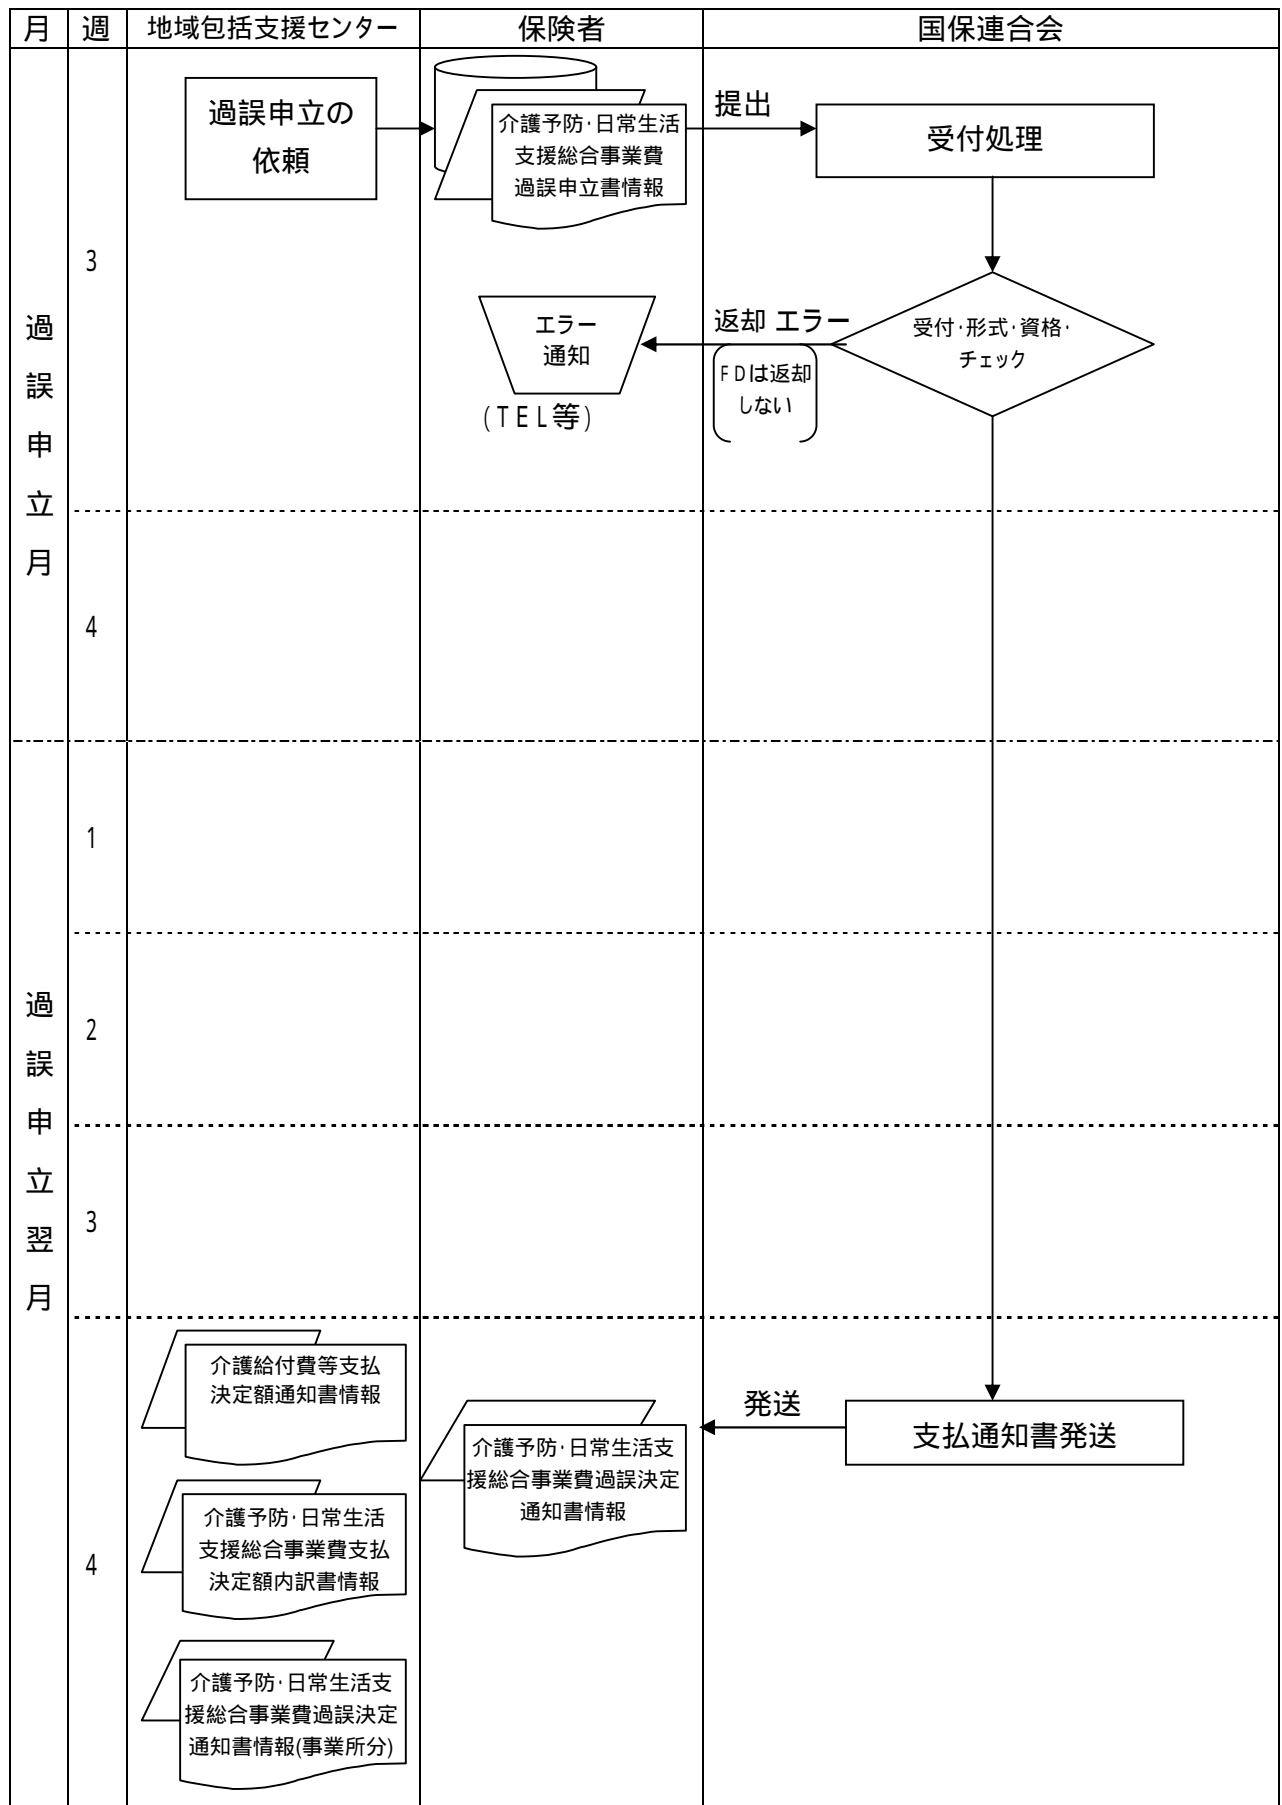 月 週 地域包括支援センター 保険者 国保連合会
過誤申立月
3
過誤申立の
依頼
介護予防･日常生活
支援総合事業費
過誤申立書情報
提出
受付処理
受付･形式･資格･
チェック
返却 エラー
FDは返却
しない
エラー
通知
(TEL等)
4
過誤申立翌月
1
2
3
4
介護給付費等支払
決定額通知書情報
介護予防･日常生活
支援総合事業費支払
決定額内訳書情報
介護予防･日常生活支
援総合事業費過誤決定
通知書情報(事業所分)
介護予防･日常生活支
援総合事業費過誤決定
通知書情報
発送
支払通知書発送